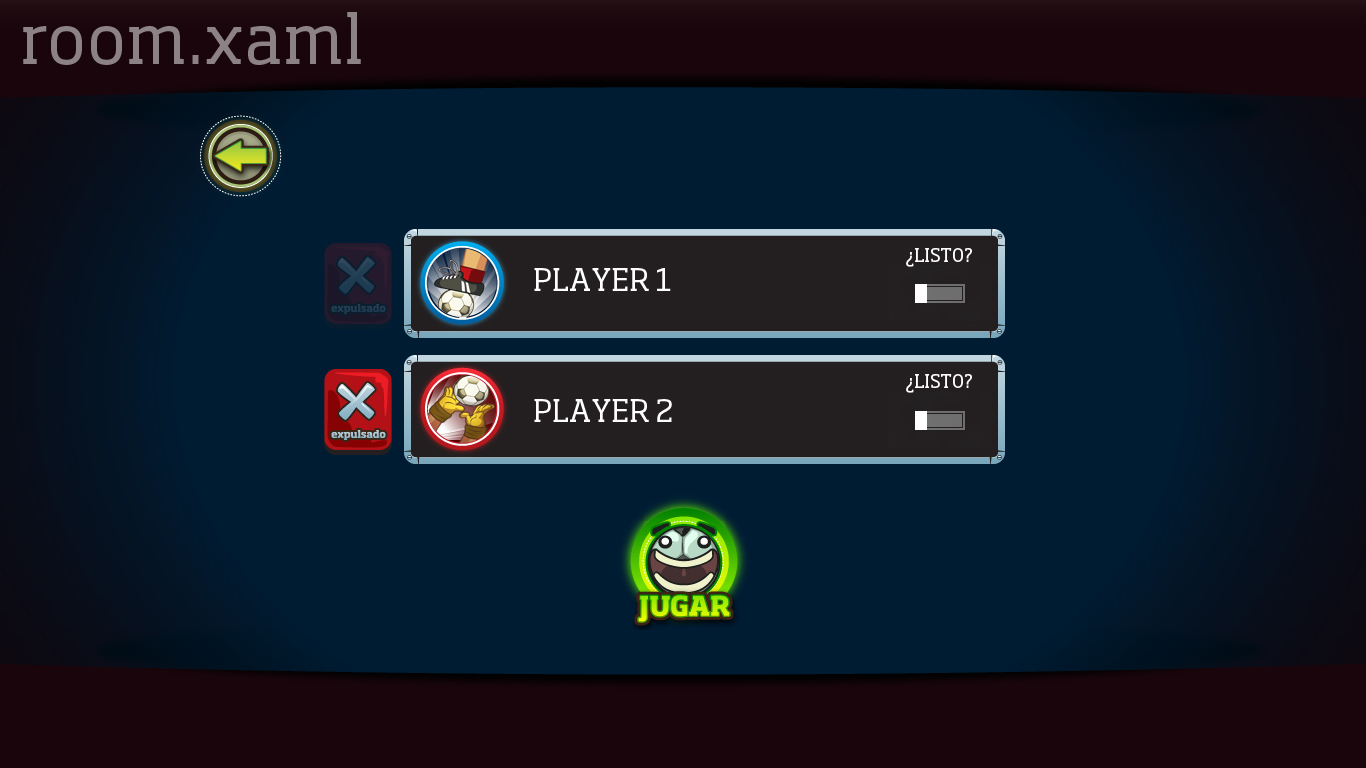 room.xaml
¿LISTO?
expulsado
PLAYER 1
¿LISTO?
expulsado
PLAYER 2
JUGAR